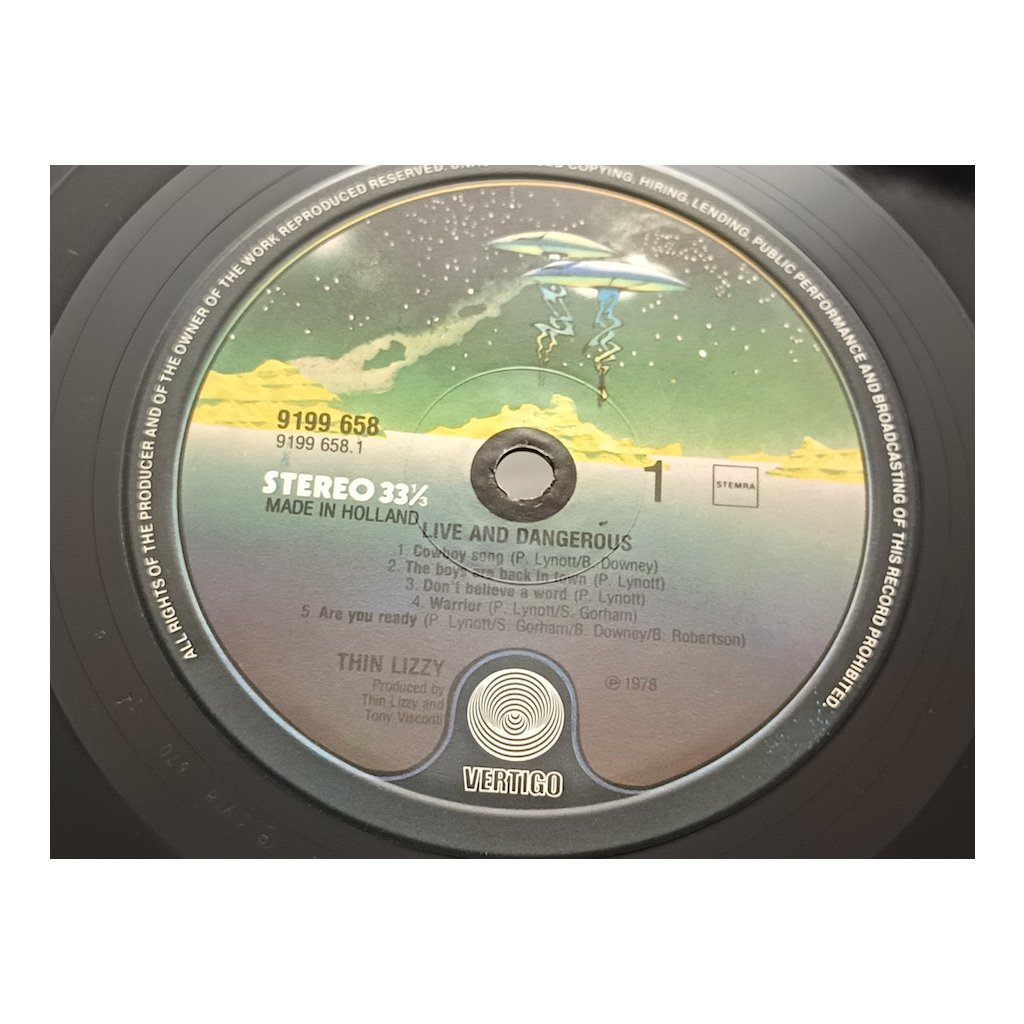 ALL RIGHTS OF THE PRODUCER AND OF THE OWNER OF THE WORK REPRODUCED RESERVED. COPYING, HIRING, LENDING, PUBLIC PERFORMANCE AND BROADCASTING OF THIS RECORD PROHIBITED.
9199 658
9199 658.1
1
STEMRA
STEREO 33⅓
MADE IN HOLLAND
LIVE AND DANGEROUS
1. Cowboy song (P. Lynott/B. Downey)
2. The boys are back in town (P. Lynott)
3. Don't believe a word (P. Lynott)
4. Warrior (P. Lynott/S. Gorham)
5. Are you ready (P. Lynott/S. Gorham/B. Downey/B. Robertson)
THIN LIZZY
Produced by
Thin Lizzy and
Tony Visconti
℗ 1978
VERTIGO